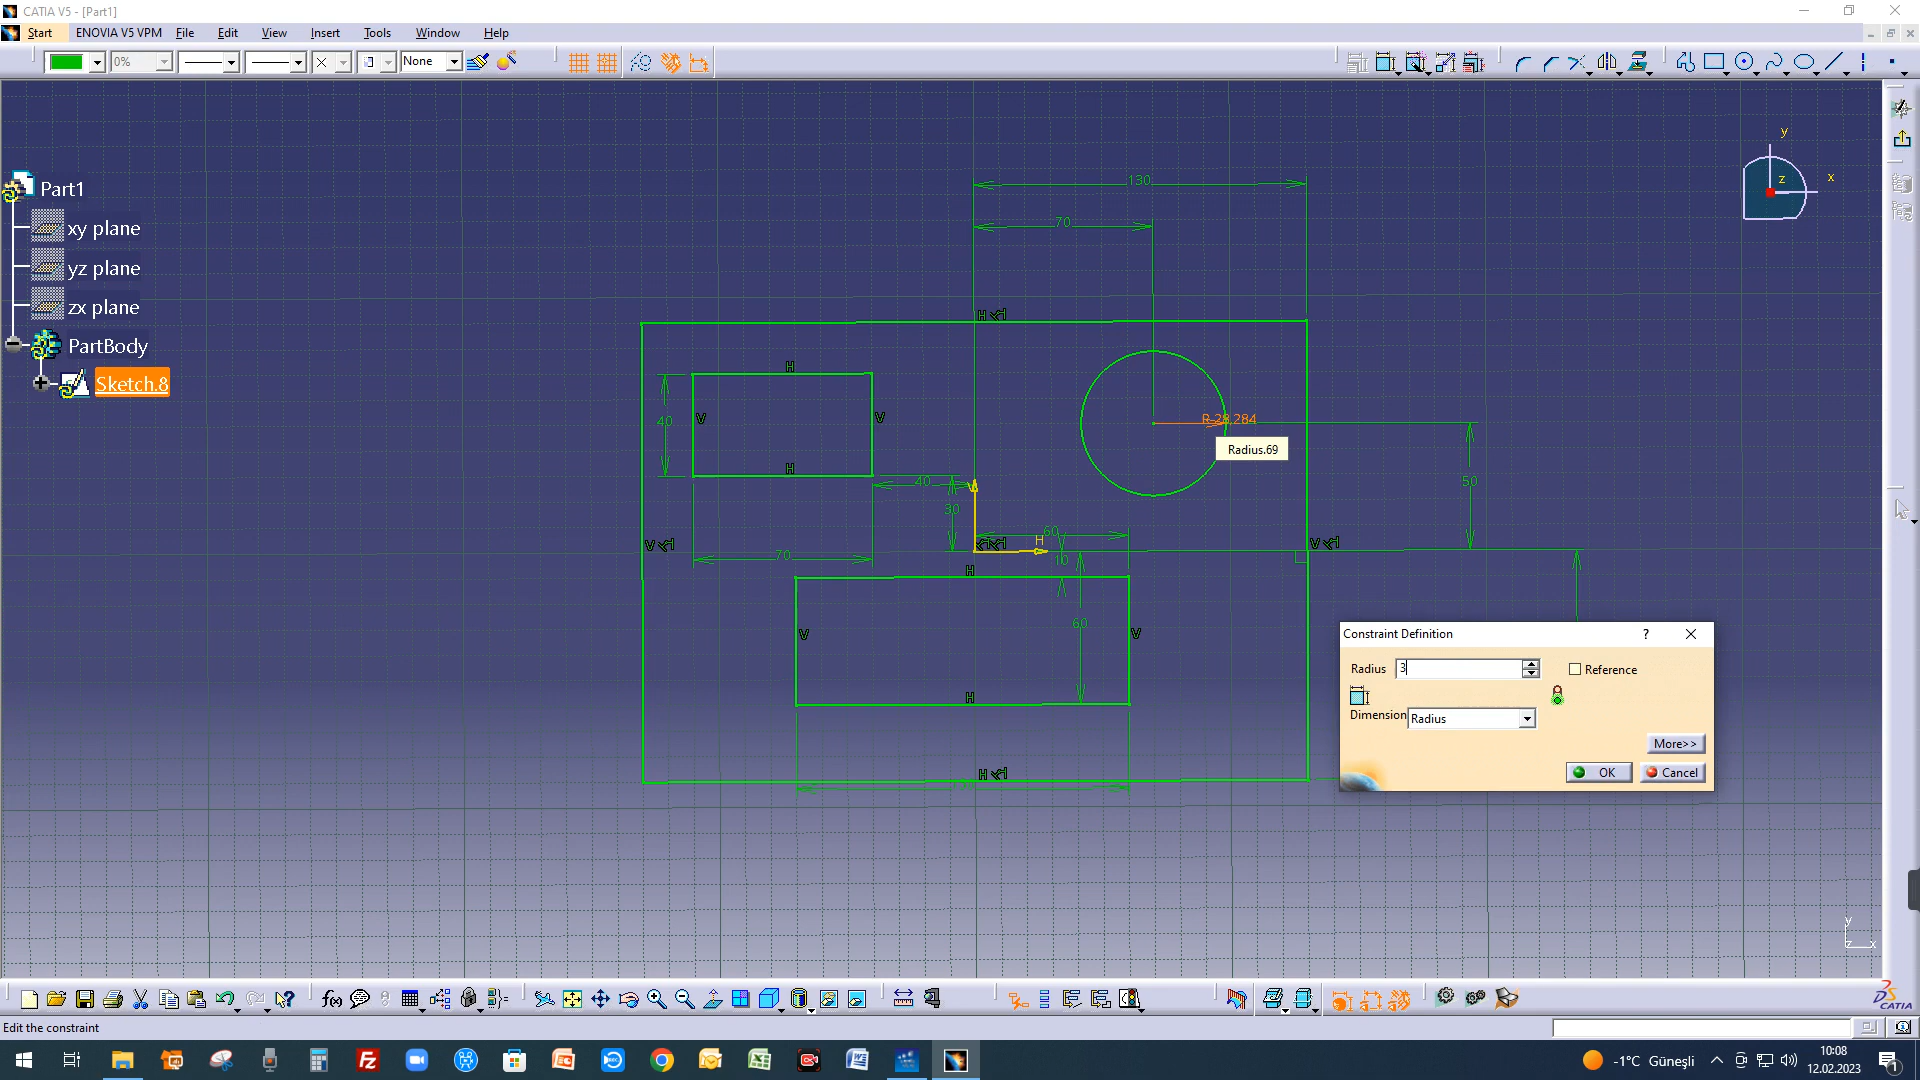 CATIA V5 - [Part1]
Start ENOVIA V5 VPM File Edit View Insert Tools Window Help
0% None
130
70
y
z x
Part1
xy plane
yz plane
zx plane
PartBody
Sketch.8
H
H
V V
H
40
40
30
70
R 28,284
Radius.69
50
60
H
10
V
V
H
V V
60
H
H
Constraint Definition ? X
Radius 3 Reference
Dimension Radius
More>>
OK Cancel
y
z x
f(x)
CATIA
Edit the constraint
-1°C Güneşli
10:08
12.02.2023
1